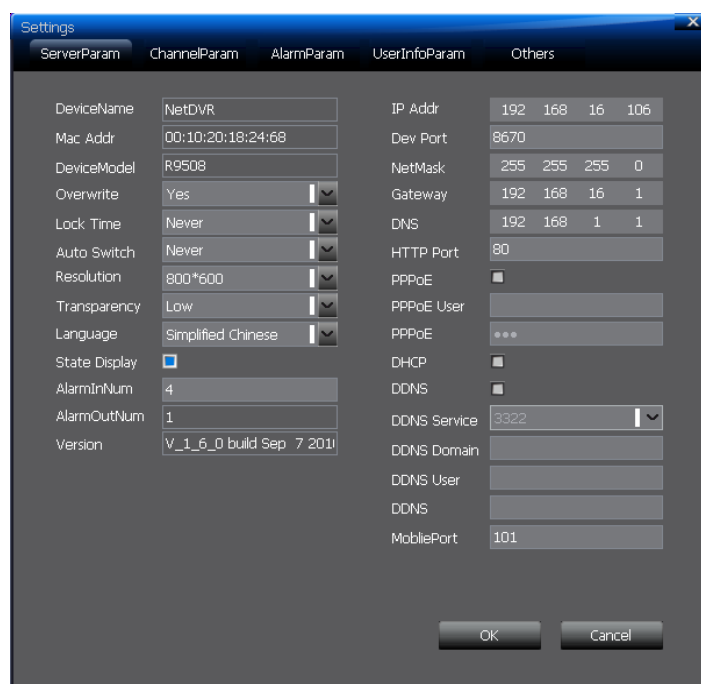 Settings
ServerParam ChannelParam AlarmParam UserInfoParam Others
DeviceName NetDVR
Mac Addr 00:10:20:18:24:68
DeviceModel R9508
Overwrite Yes
Lock Time Never
Auto Switch Never
Resolution 800*600
Transparency Low
Language Simplified Chinese
State Display
AlarmInNum 4
AlarmOutNum 1
Version V_1_6_0 build Sep 7 201
IP Addr 192 168 16 106
Dev Port 8670
NetMask 255 255 255 0
Gateway 192 168 16 1
DNS 192 168 1 1
HTTP Port 80
PPPoE
PPPoE User
PPPoE •••
DHCP
DDNS
DDNS Service 3322
DDNS Domain
DDNS User
DDNS
MobliePort 101
OK Cancel